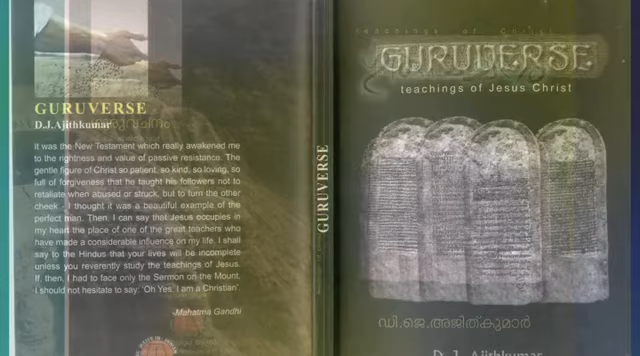 GURUVERSE
D.J.Ajithkumar
It was the New Testament which really awakened me
to the rightness and value of passive resistance. The
gentle figure of Christ so patient, so kind, so loving, so
full of forgiveness that he taught his followers not to
retaliate when abused or struck, but to turn the other
cheek - I thought it was a beautiful example of the
perfect man. Then, I can say that Jesus occupies in
my heart the place of one of the great teachers who
have made a considerable influence on my life. I shall
say to the Hindus that your lives will be incomplete
unless you reverently study the teachings of Jesus.
If, then, I had to face only the Sermon on the Mount,
I should not hesitate to say: 'Oh Yes, I am a Christian'.
-Mahatma Gandhi
GURUVERSE
teachings of Christ
GURUVERSE
teachings of Jesus Christ
ഡി.ജെ.അജിത്കുമാർ
D. J. Ajithkumar